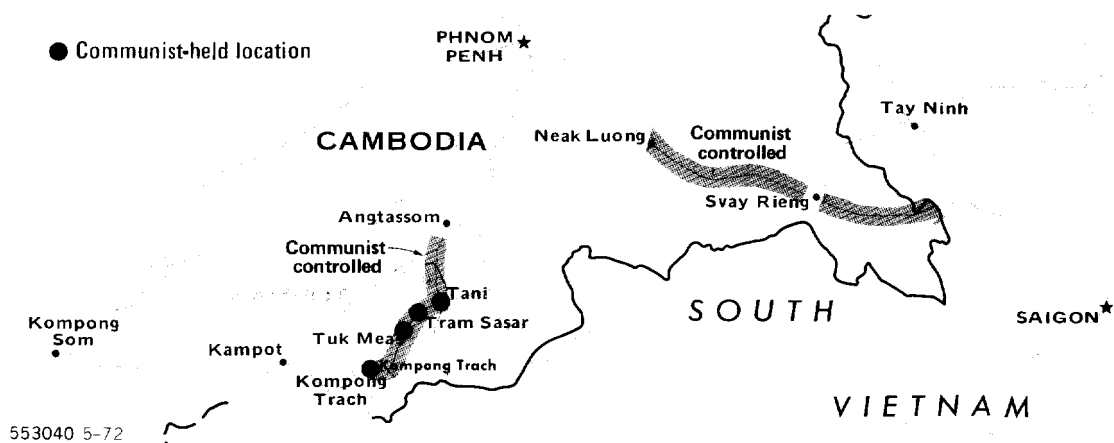 Communist-held location
PHNOM
PENH
Tay Ninh
CAMBODIA
Neak Luong
Communist
controlled
Svay Rieng
Angtassom
Communist
controlled
Tani
SOUTH
Tram Sasar
SAIGON
Kompong
Som
Tuk Meas
Kampot
Kompong Trach
Kompong
Trach
VIETNAM
553040 5-72